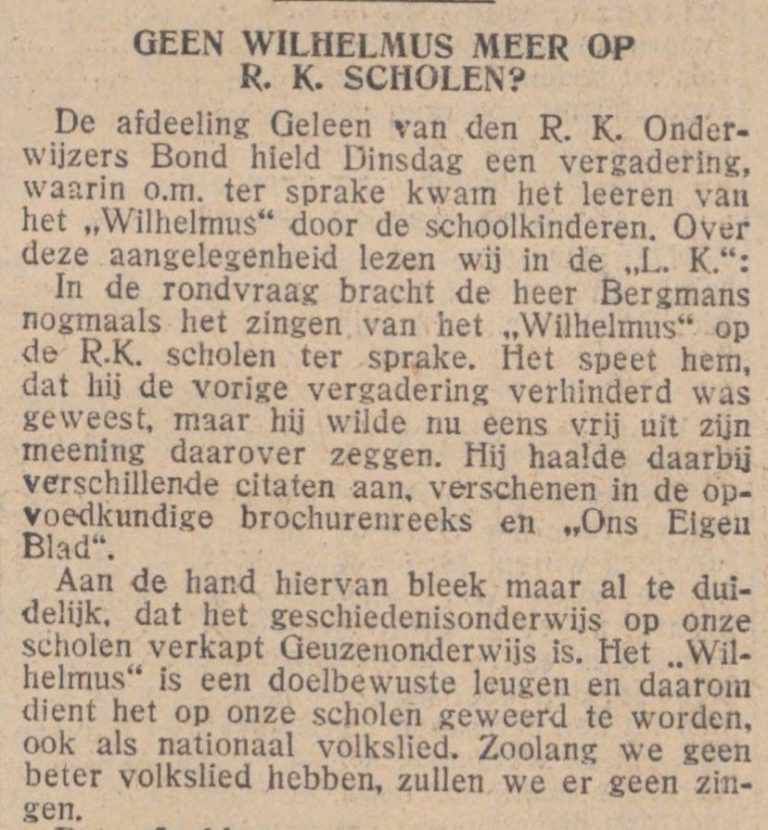 GEEN WILHELMUS MEER OP
R. K. SCHOLEN?
De afdeeling Geleen van den R. K. Onder-
wijzers Bond hield Dinsdag een vergadering,
waarin o.m. ter sprake kwam het leeren van
het „Wilhelmus“ door de schoolkinderen. Over
deze aangelegenheid lezen wij in de „L. K.“:
In de rondvraag bracht de heer Bergmans
nogmaals het zingen van het „Wilhelmus“ op
de R.K. scholen ter sprake. Het speet hem,
dat hij de vorige vergadering verhinderd was
geweest, maar hij wilde nu eens vrij uit zijn
meening daarover zeggen. Hij haalde daarbij
verschillende citaten aan, verschenen in de op-
voedkundige brochurenreeks en „Ons Eigen
Blad“.
Aan de hand hiervan bleek maar al te dui-
delijk, dat het geschiedenisonderwijs op onze
scholen verkapt Geuzenonderwijs is. Het „Wil-
helmus“ is een doelbewuste leugen en daarom
dient het op onze scholen geweerd te worden,
ook als nationaal volkslied. Zoolang we geen
beter volkslied hebben, zullen we er geen zin-
gen.